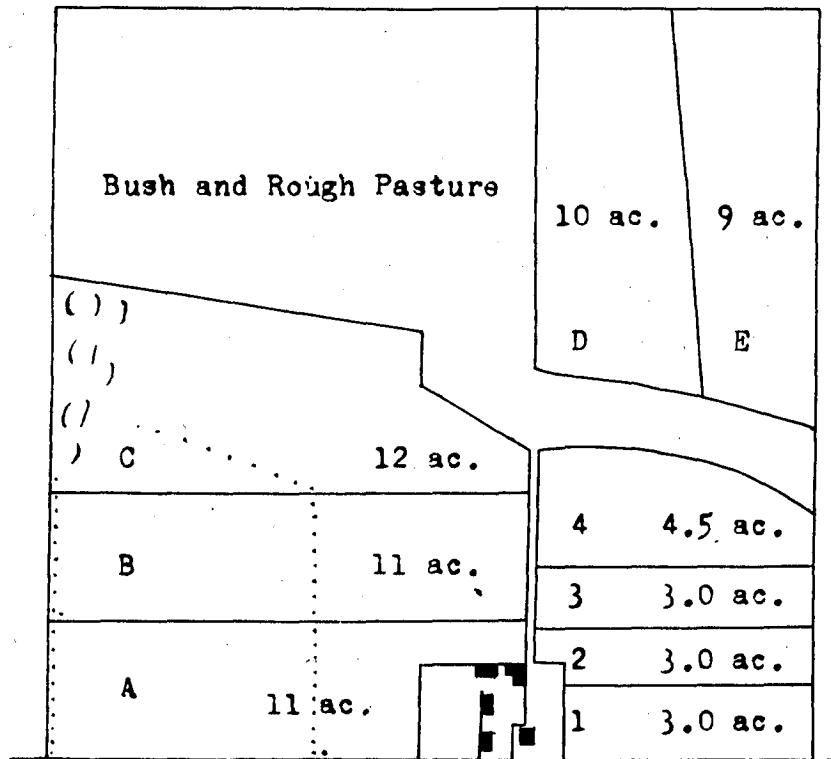 Bush and Rough Pasture
10 ac. 9 ac.
D E
C 12 ac.
4 4.5 ac.
B 11 ac.
3 3.0 ac.
2 3.0 ac.
A 11 ac.
1 3.0 ac.